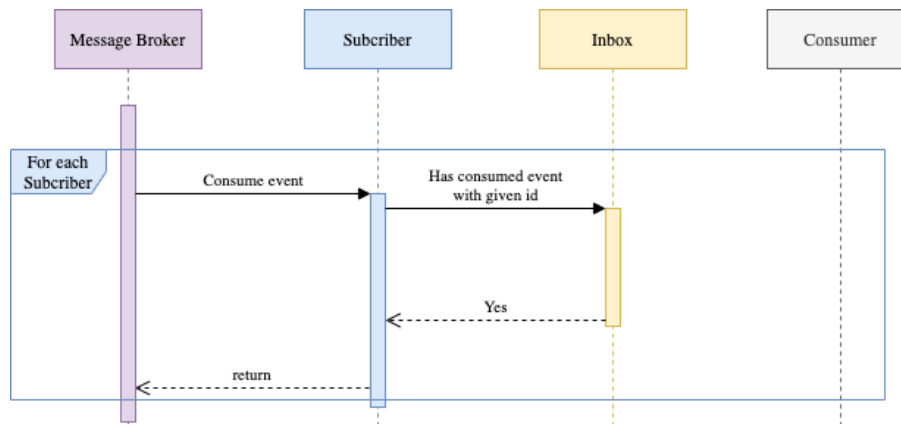 Message Broker
Subcriber
Inbox
Consumer
For each
Subcriber
Consume event
Has consumed event
with given id
Yes
return